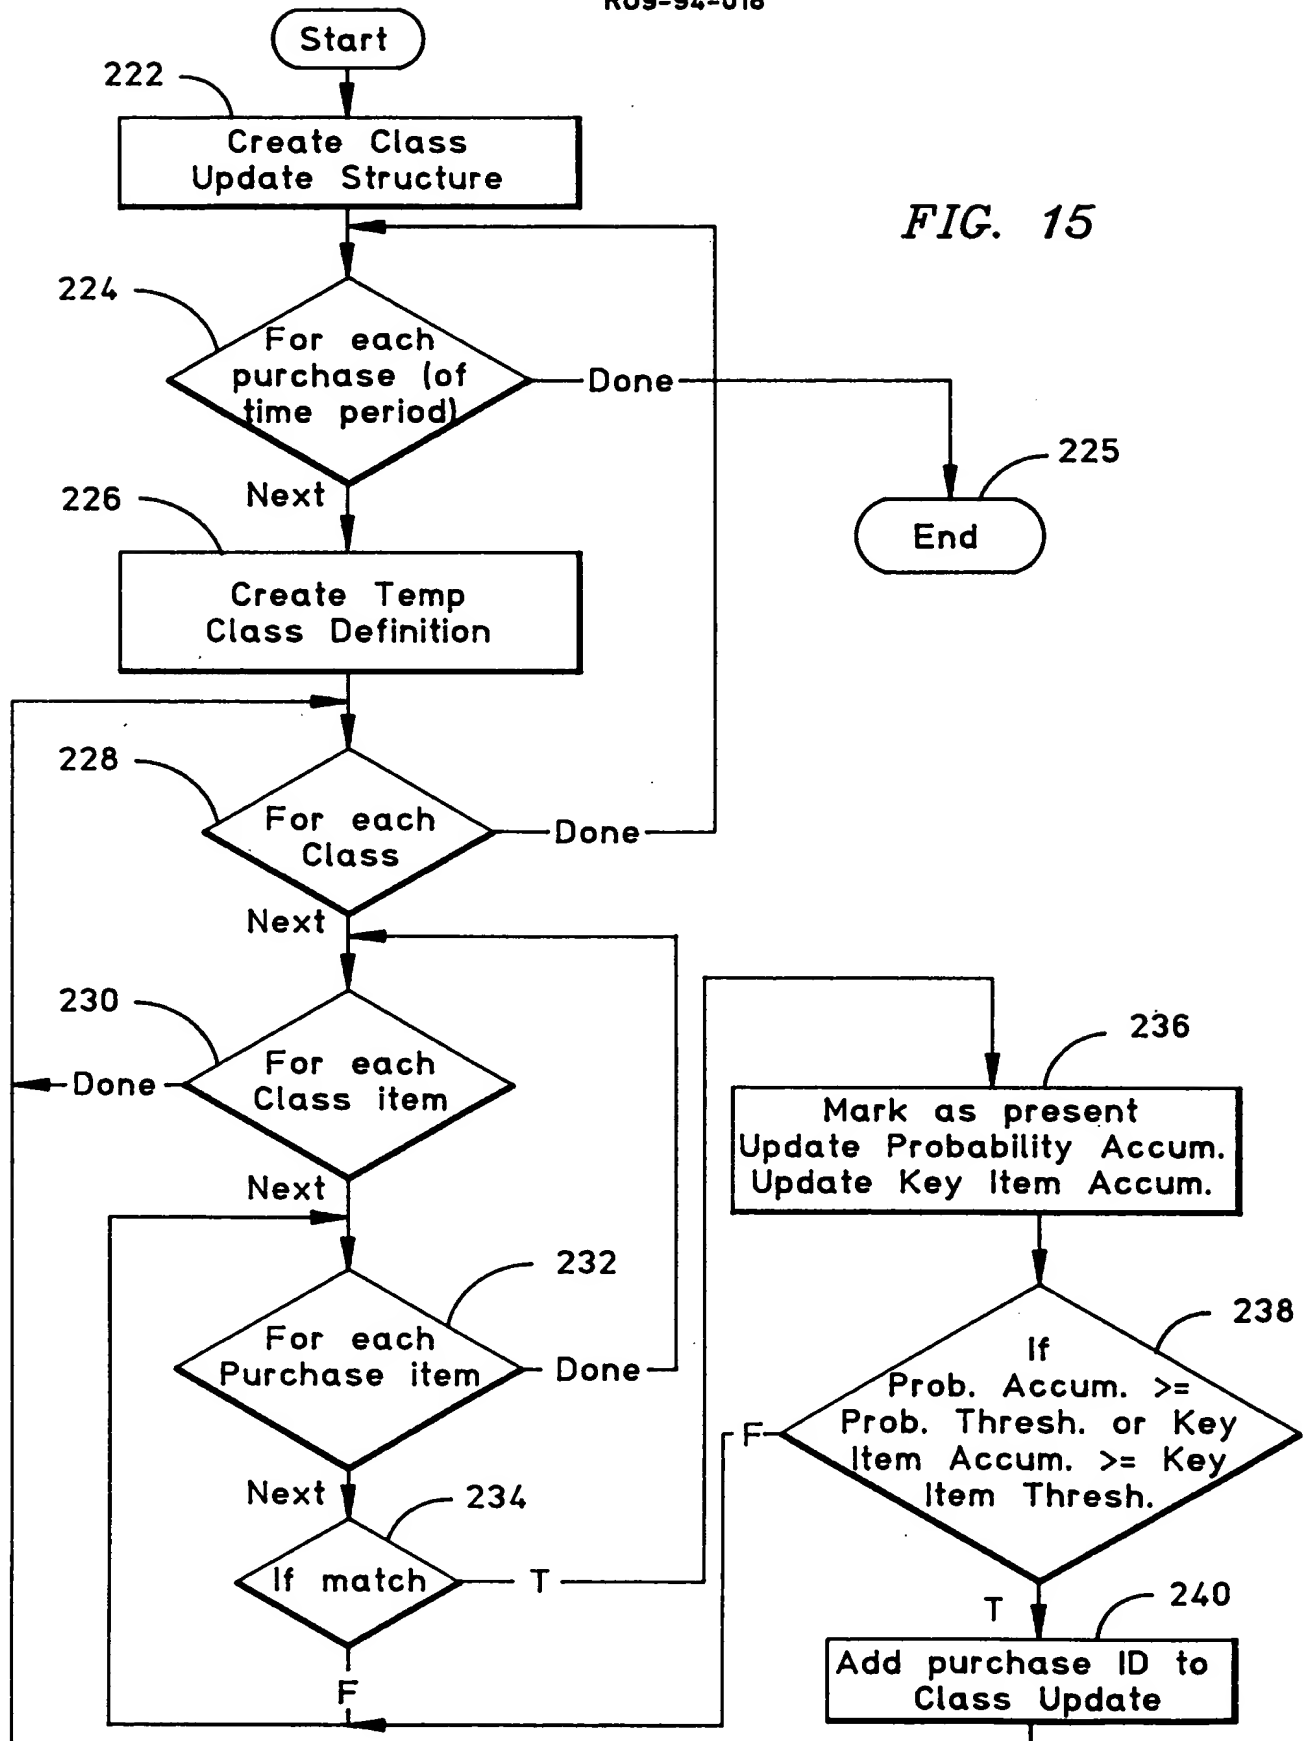 RO9-94-016
Start
222
Create Class
Update Structure
FIG. 15
224
For each
purchase (of
time period)
Done
225
End
Next
226
Create Temp
Class Definition
228
For each
Class
Done
Next
230
For each
Class item
Done
Next
232
For each
Purchase item
Done
Next
234
If match
T
F
236
Mark as present
Update Probability Accum.
Update Key Item Accum.
238
If
Prob. Accum. >=
Prob. Thresh. or Key
Item Accum. >= Key
Item Thresh.
F
T
240
Add purchase ID to
Class Update